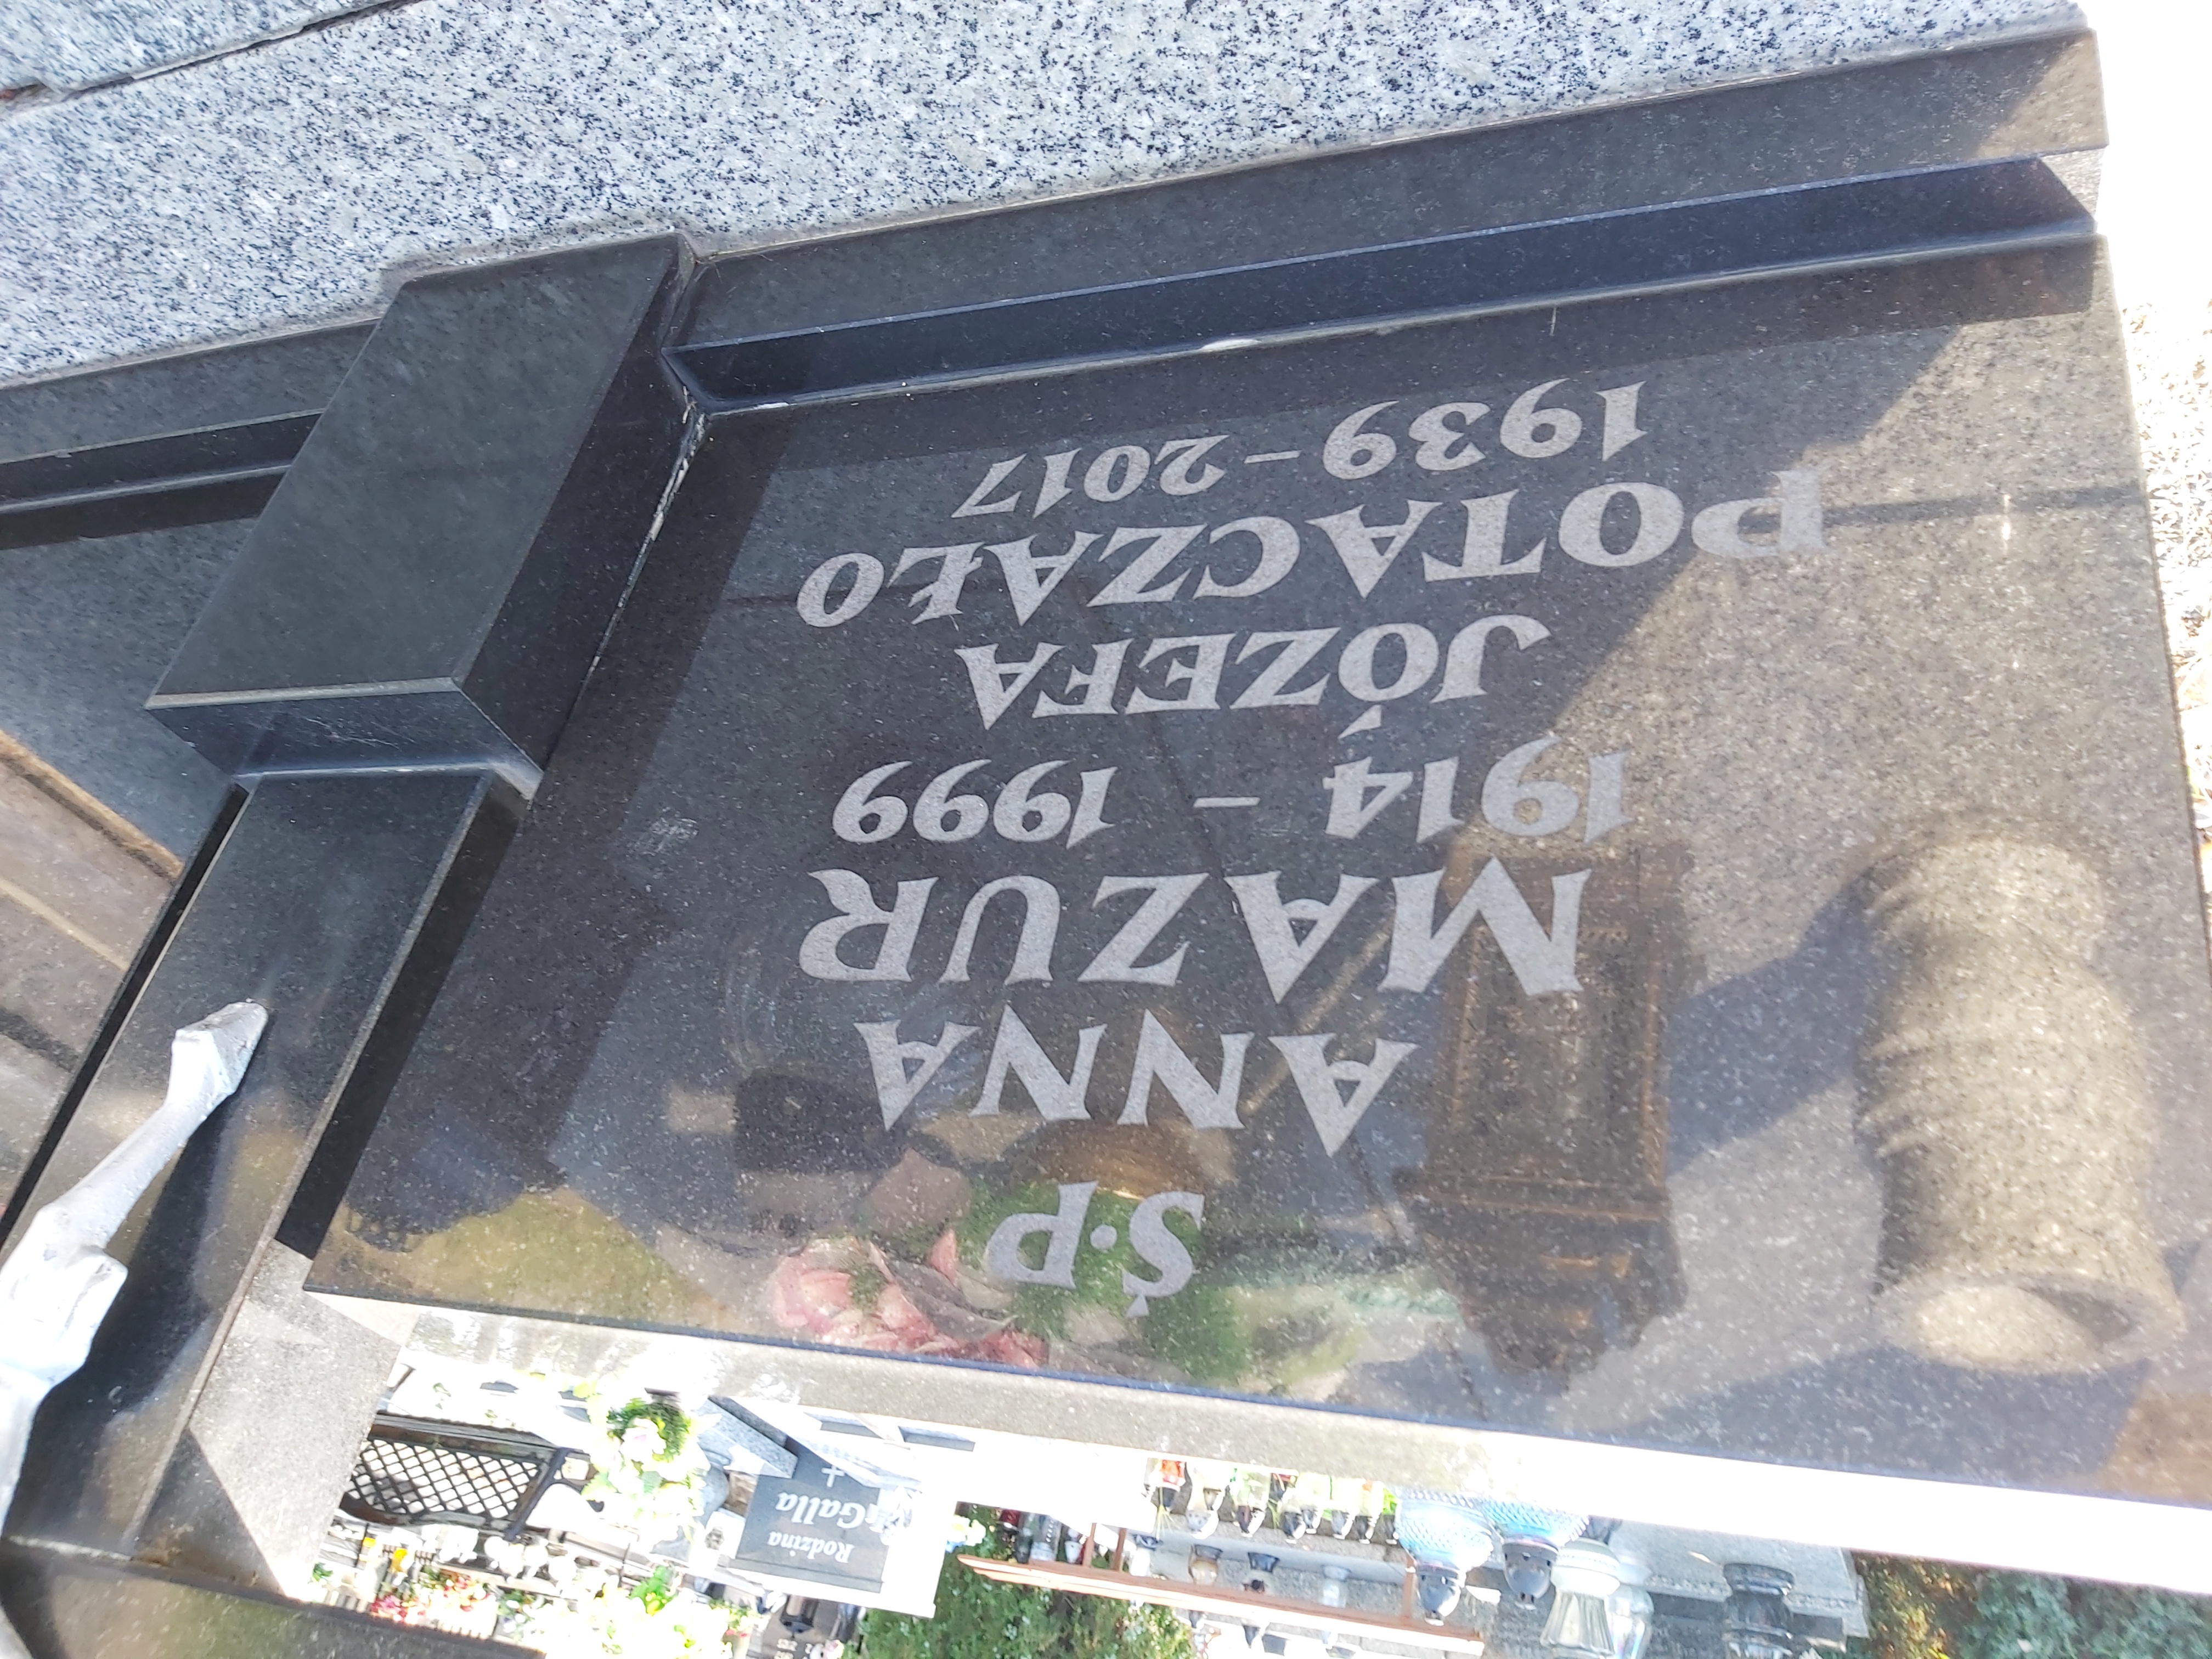 Ś·P
ANNA
MAZUR
1914 – 1999
JÓZEFA
POTACZAŁO
1939 – 2017
Rodzina